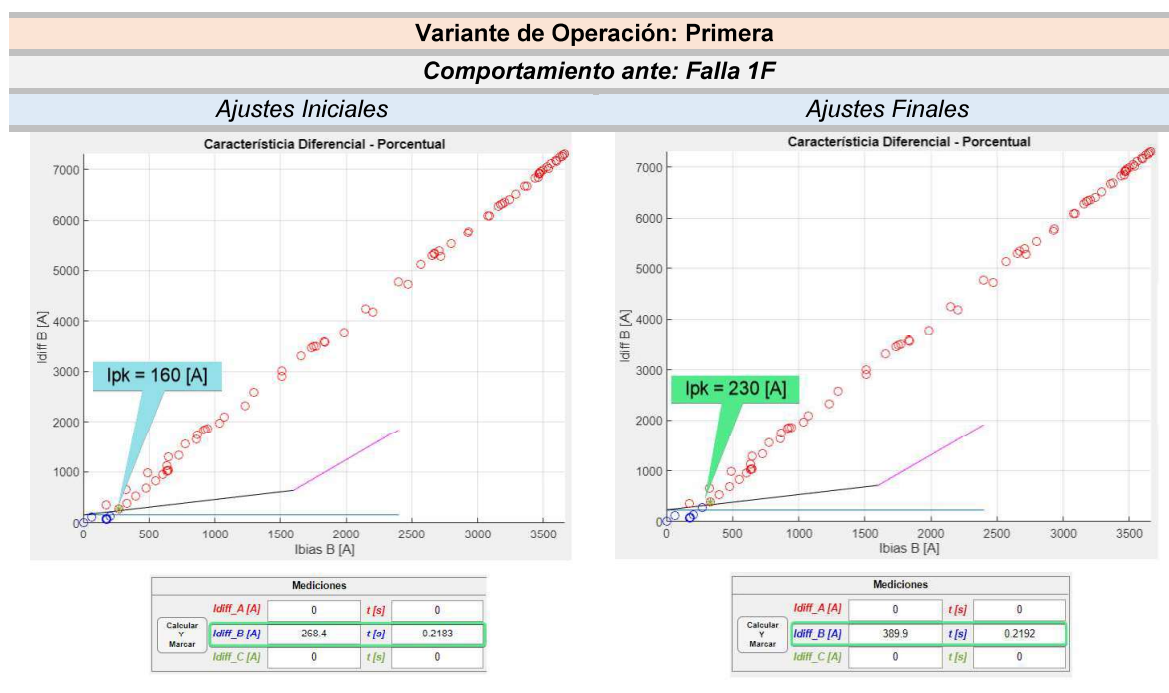 Variante de Operación: Primera
Comportamiento ante: Falla 1F
Ajustes Iniciales
Ajustes Finales
Característicia Diferencial - Porcentual
7000
6000
5000
4000
3000
2000
1000
0
Idiff B [A]
Ipk = 160 [A]
0 500 1000 1500 2000 2500 3000 3500
Ibias B [A]
Característicia Diferencial - Porcentual
7000
6000
5000
4000
3000
2000
1000
0
Idiff B [A]
Ipk = 230 [A]
0 500 1000 1500 2000 2500 3000 3500
Ibias B [A]
Mediciones
Calcular
Y
Marcar
Idiff_A [A] 0 t [s] 0
Idiff_B [A] 268.4 t [s] 0.2183
Idiff_C [A] 0 t [s] 0
Mediciones
Calcular
Y
Marcar
Idiff_A [A] 0 t [s] 0
Idiff_B [A] 389.9 t [s] 0.2192
Idiff_C [A] 0 t [s] 0